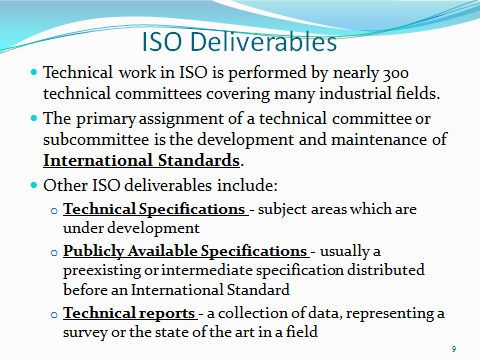 ISO Deliverables
Technical work in ISO is performed by nearly 300
technical committees covering many industrial fields.
The primary assignment of a technical committee or
subcommittee is the development and maintenance of
International Standards.
Other ISO deliverables include:
Technical Specifications - subject areas which are
under development
Publicly Available Specifications - usually a
preexisting or intermediate specification distributed
before an International Standard
Technical reports - a collection of data, representing a
survey or the state of the art in a field
9